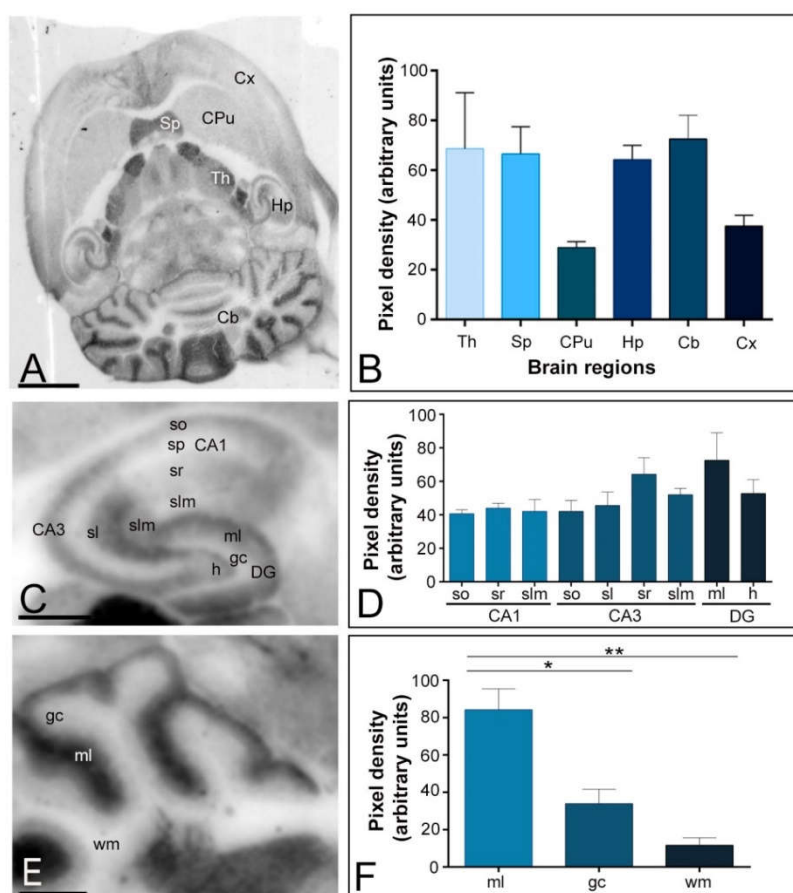 Cx
CPu
Sp
Th
Hp
Cb
A
Pixel density (arbitrary units)
100
80
60
40
20
0
Th Sp CPu Hp Cb Cx
Brain regions
B
so
sp CA1
sr
slm
CA3 sl slm ml
gc
h DG
C
Pixel density
(arbitrary units)
100
80
60
40
20
0
so sr slm so sl sr slm ml h
CA1 CA3 DG
D
gc
ml
wm
E
**
*
Pixel density
(arbitrary units)
100
80
60
40
20
0
ml gc wm
F